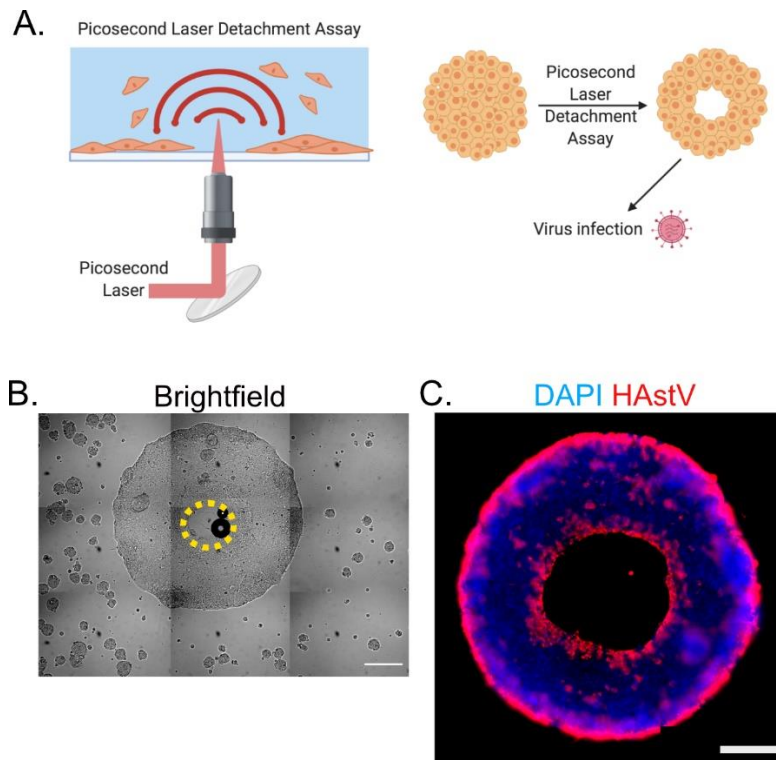 A.
Picosecond Laser Detachment Assay
Picosecond
Laser
Picosecond
Laser
Detachment
Assay
Virus infection
B.
Brightfield
C.
DAPI HAstV